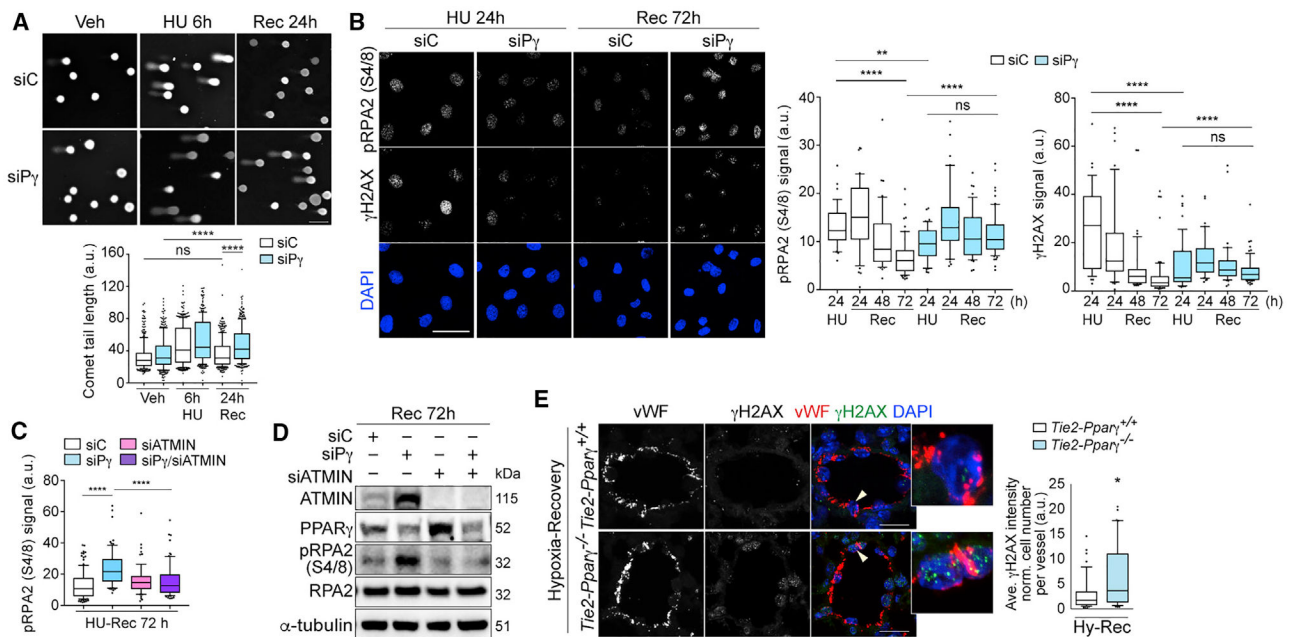 A
Veh
HU 6h
Rec 24h
siC
siPγ
Comet tail length (a.u.)
160
120
80
40
0
ns
****
****
siC
siPγ
Veh
6h
HU
24h
Rec
B
HU 24h
Rec 72h
siC
siPγ
siC
siPγ
pRPA2 (S4/8)
γH2AX
DAPI
siC
siPγ
pRPA2 (S4/8) signal (a.u.)
40
30
20
10
0
**
****
****
ns
24 24 48 72 24 24 48 72 (h)
HU Rec HU Rec
γH2AX signal (a.u.)
80
60
40
20
0
****
****
****
ns
24 24 48 72 24 24 48 72 (h)
HU Rec HU Rec
C
siC
siATMIN
siPγ
siPγ/siATMIN
pRPA2 (S4/8) signal (a.u.)
80
60
40
20
0
****
****
HU-Rec 72 h
D
Rec 72h
siC + − − −
siPγ − + − +
siATMIN − − + + kDa
ATMIN 115
PPARγ 52
pRPA2 (S4/8) 32
RPA2 32
α-tubulin 51
E
vWF
γH2AX
vWF γH2AX DAPI
Hypoxia-Recovery
Tie2-Pparγ+/+
Tie2-Pparγ-/-
Tie2-Pparγ+/+
Tie2-Pparγ-/-
Ave. γH2AX intensity
norm. cell number
per vessel (a.u.)
25
20
15
10
5
0
*
Hy-Rec